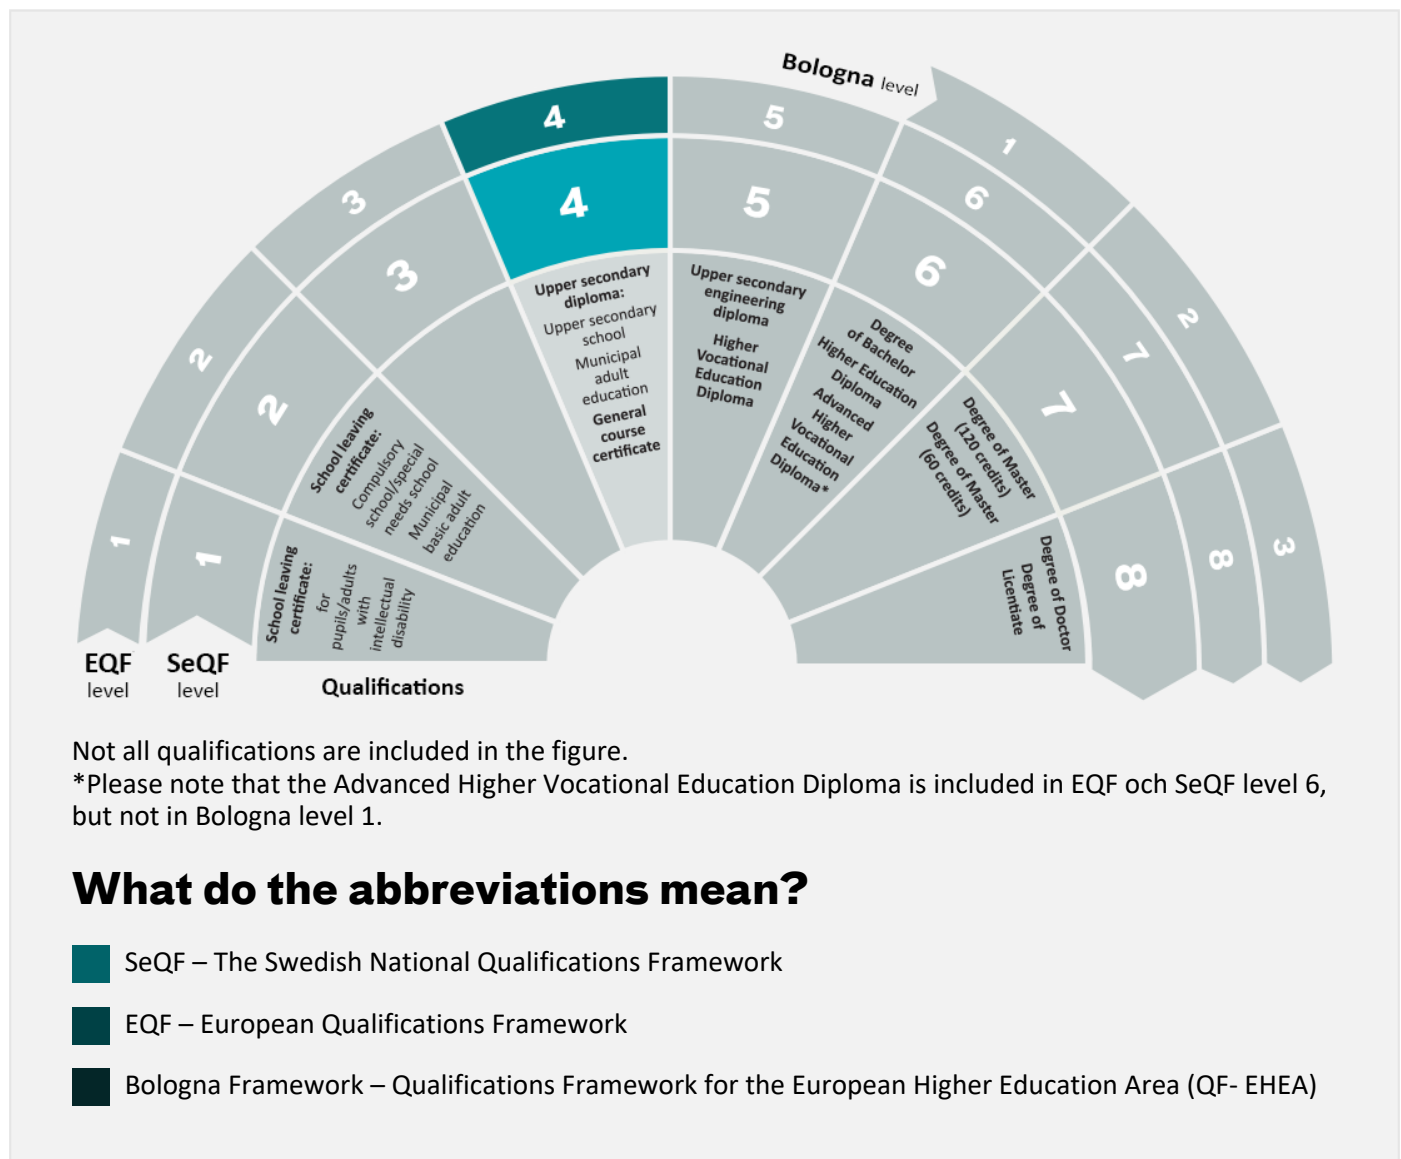 Bologna level
1
2
3
4
5
6
7
8
1
2
3
1
2
3
4
5
6
7
8
School leaving
certificate:
for
pupils/adults
with
intellectual
disability
School leaving
certificate:
Compulsory
school/special
needs school
Municipal
basic adult
education
Upper secondary
diploma:
Upper secondary
school
Municipal
adult
education
General
course
certificate
Upper secondary
engineering
diploma
Higher
Vocational
Education
Diploma
Degree
of Bachelor
Higher Education
Diploma
Advanced
Higher
Vocational
Education
Diploma*
Degree of Master
(120 credits)
Degree of Master
(60 credits)
Degree of Doctor
Degree of
Licentiate
EQF
level
SeQF
level
Qualifications
Not all qualifications are included in the figure.
*Please note that the Advanced Higher Vocational Education Diploma is included in EQF och SeQF level 6,
but not in Bologna level 1.
What do the abbreviations mean?
SeQF – The Swedish National Qualifications Framework
EQF – European Qualifications Framework
Bologna Framework – Qualifications Framework for the European Higher Education Area (QF- EHEA)